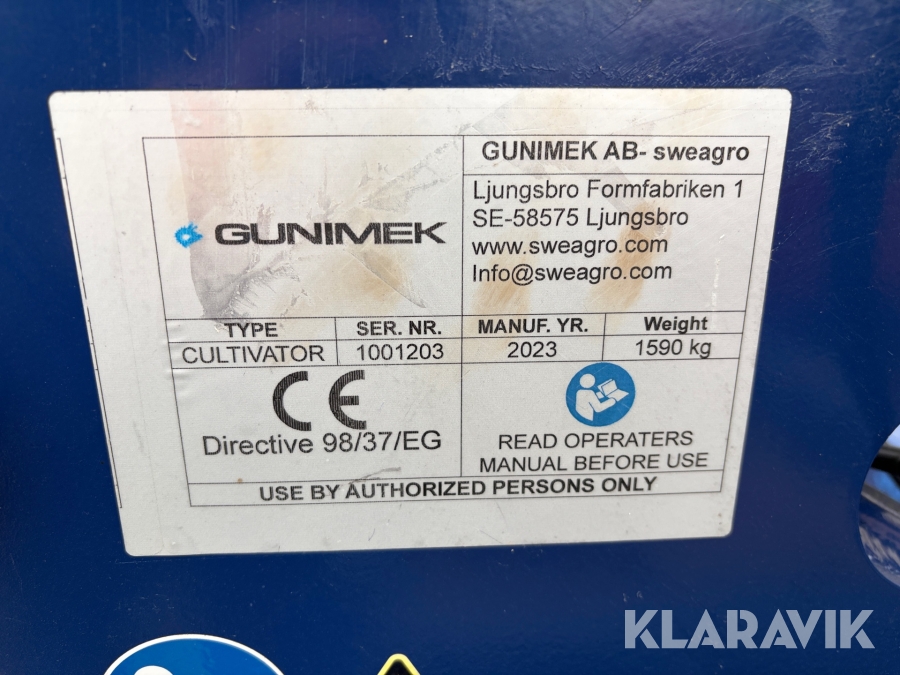 GUNIMEK
GUNIMEK AB- sweagro
Ljungsbro Formfabriken 1
SE-58575 Ljungsbro
www.sweagro.com
Info@sweagro.com
TYPE SER. NR. MANUF. YR. Weight
CULTIVATOR 1001203 2023 1590 kg
CE
Directive 98/37/EG
READ OPERATERS
MANUAL BEFORE USE
USE BY AUTHORIZED PERSONS ONLY
KLARAVIK